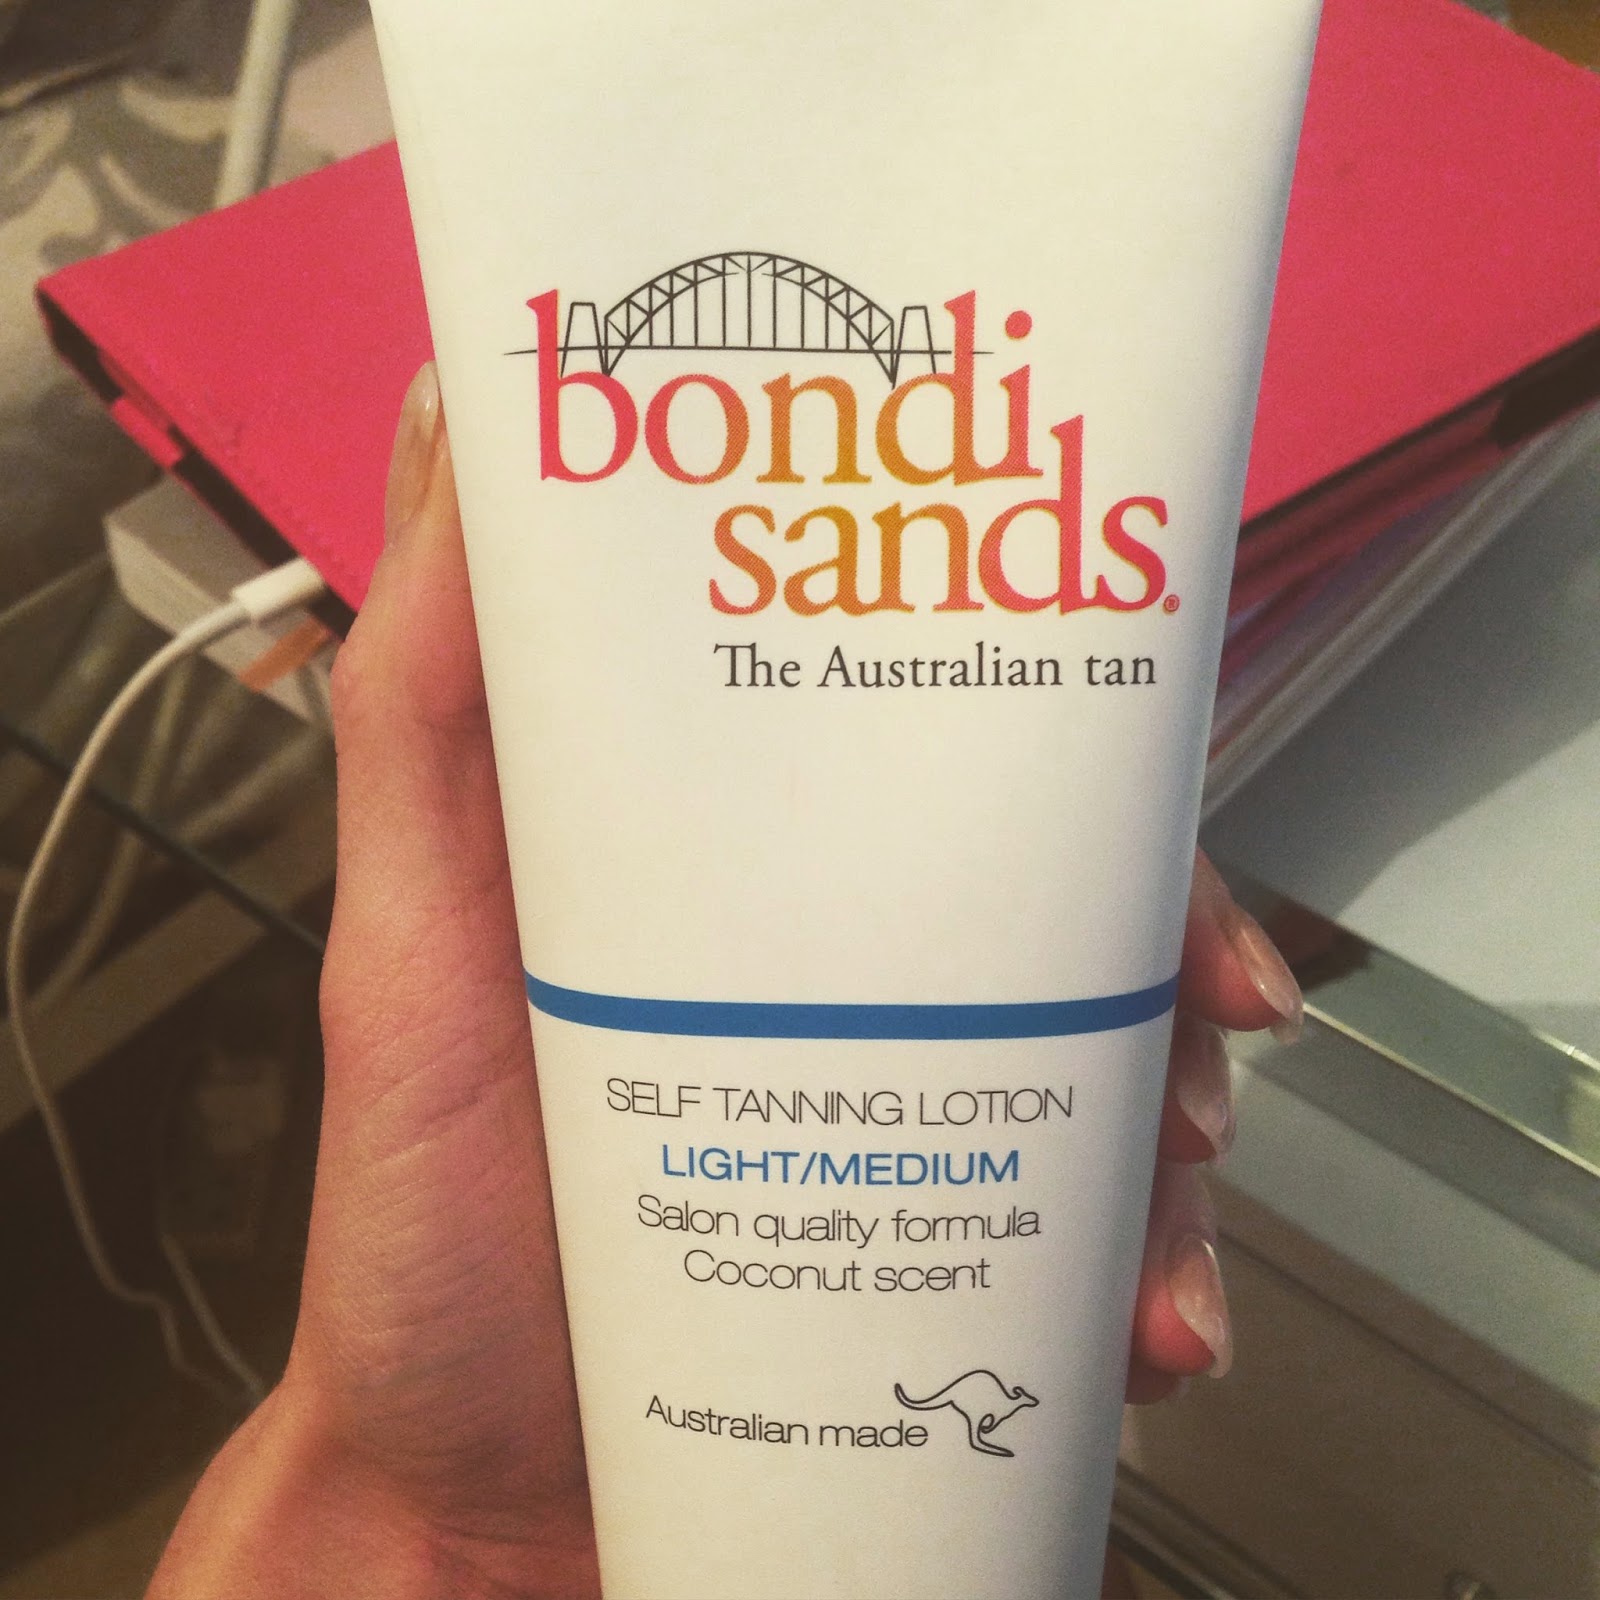 bondi
sands®
The Australian tan
SELF TANNING LOTION
LIGHT/MEDIUM
Salon quality formula
Coconut scent
Australian made